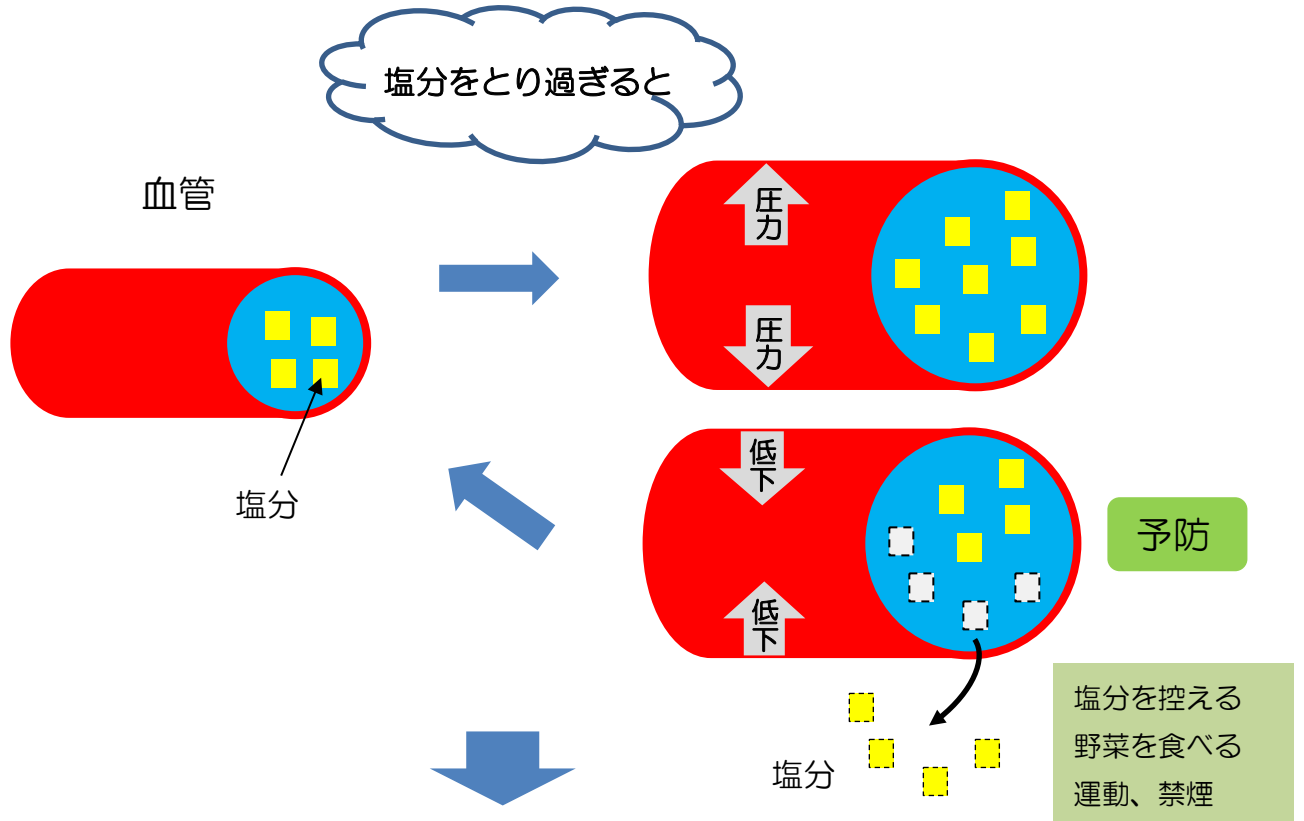 塩分をとり過ぎると
血管
圧力
圧力
塩分
低下
低下
予防
塩分
塩分を控える
野菜を食べる
運動、禁煙